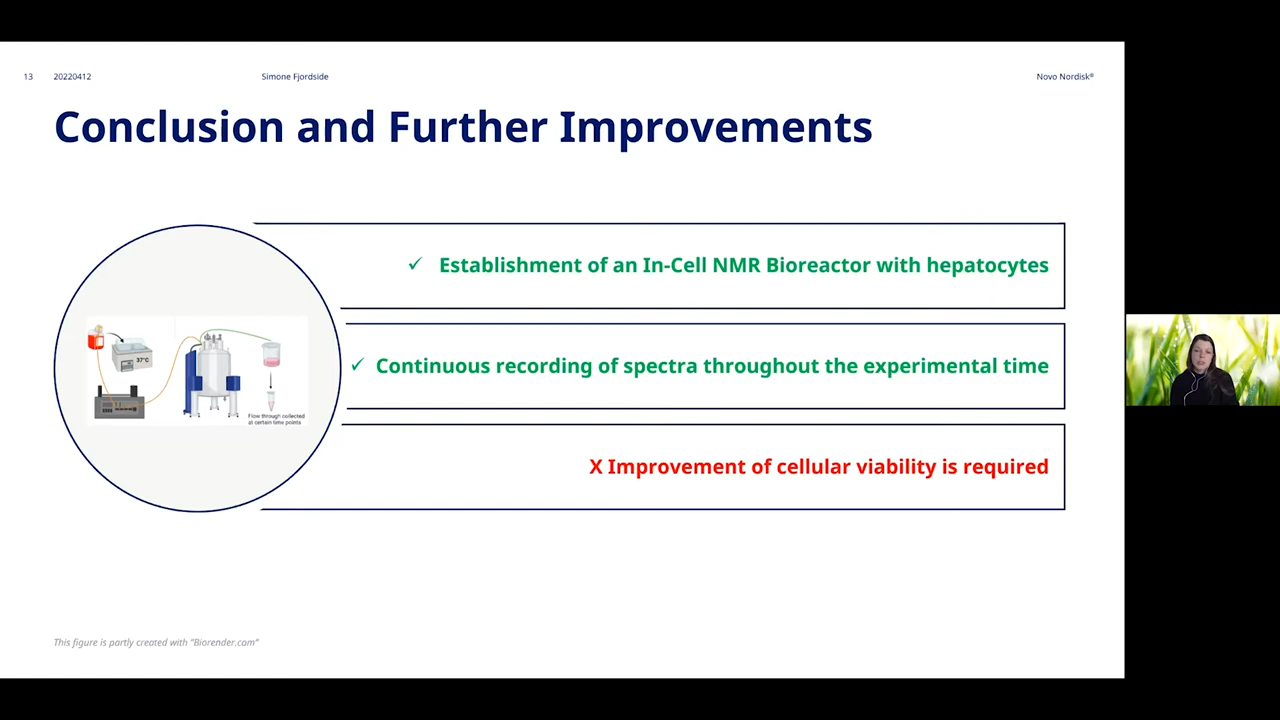 13 20220412 Simone Fjordside Novo Nordisk®
Conclusion and Further Improvements
✓ Establishment of an In-Cell NMR Bioreactor with hepatocytes
✓ Continuous recording of spectra throughout the experimental time
X Improvement of cellular viability is required
37°C
Flow through collected
at certain time points
This figure is partly created with "Biorender.com"